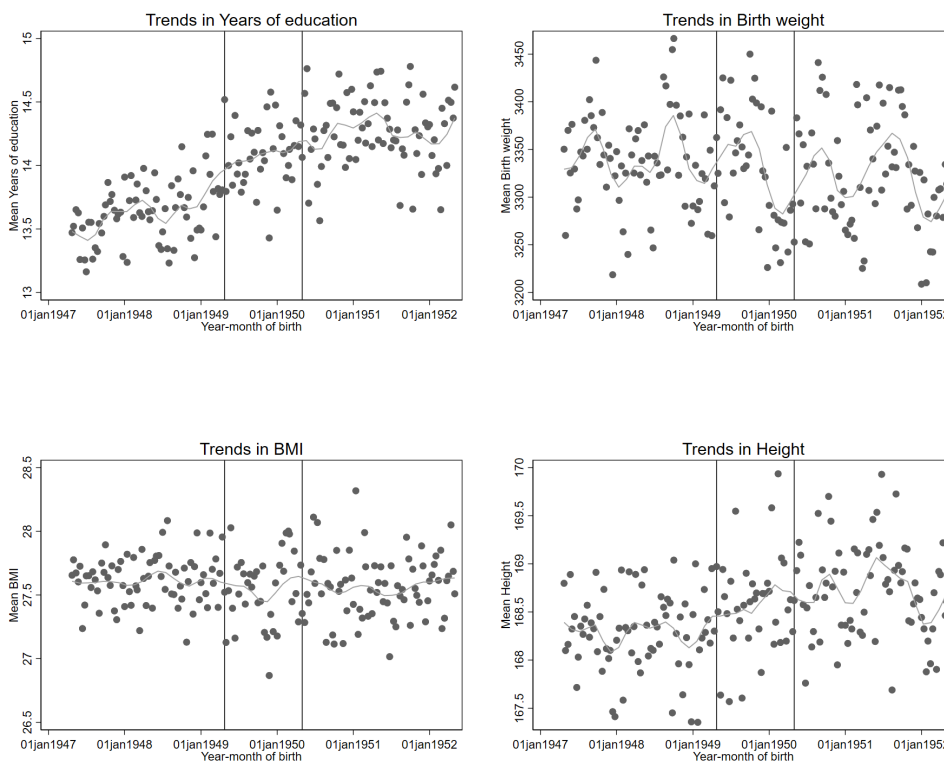 Trends in Years of education
Mean Years of education
15
14.5
14
13.5
13
01jan1947 01jan1948 01jan1949 01jan1950 01jan1951 01jan1952
Year-month of birth
Trends in Birth weight
Mean Birth weight
3450
3400
3350
3300
3250
3200
01jan1947 01jan1948 01jan1949 01jan1950 01jan1951 01jan195
Year-month of birth
Trends in BMI
Mean BMI
28.5
28
27.5
27
26.5
01jan1947 01jan1948 01jan1949 01jan1950 01jan1951 01jan1952
Year-month of birth
Trends in Height
Mean Height
170
169.5
169
168.5
168
167.5
01jan1947 01jan1948 01jan1949 01jan1950 01jan1951 01jan195
Year-month of birth